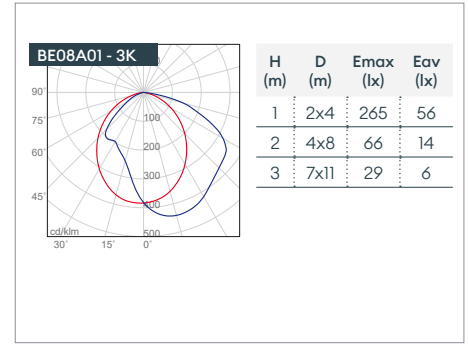 BE08A01 - 3K
90°
75°
60°
45°
30° 15° 0°
100
200
300
400
500
cd/klm
H D Emax Eav
(m) (m) (lx) (lx)
1 2x4 265 56
2 4x8 66 14
3 7x11 29 6